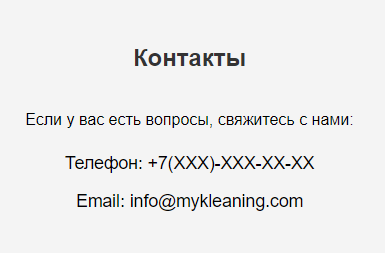 Контакты
Если у вас есть вопросы, свяжитесь с нами:
Телефон: +7(XXX)-XXX-XX-XX
Email: info@mykleaning.com